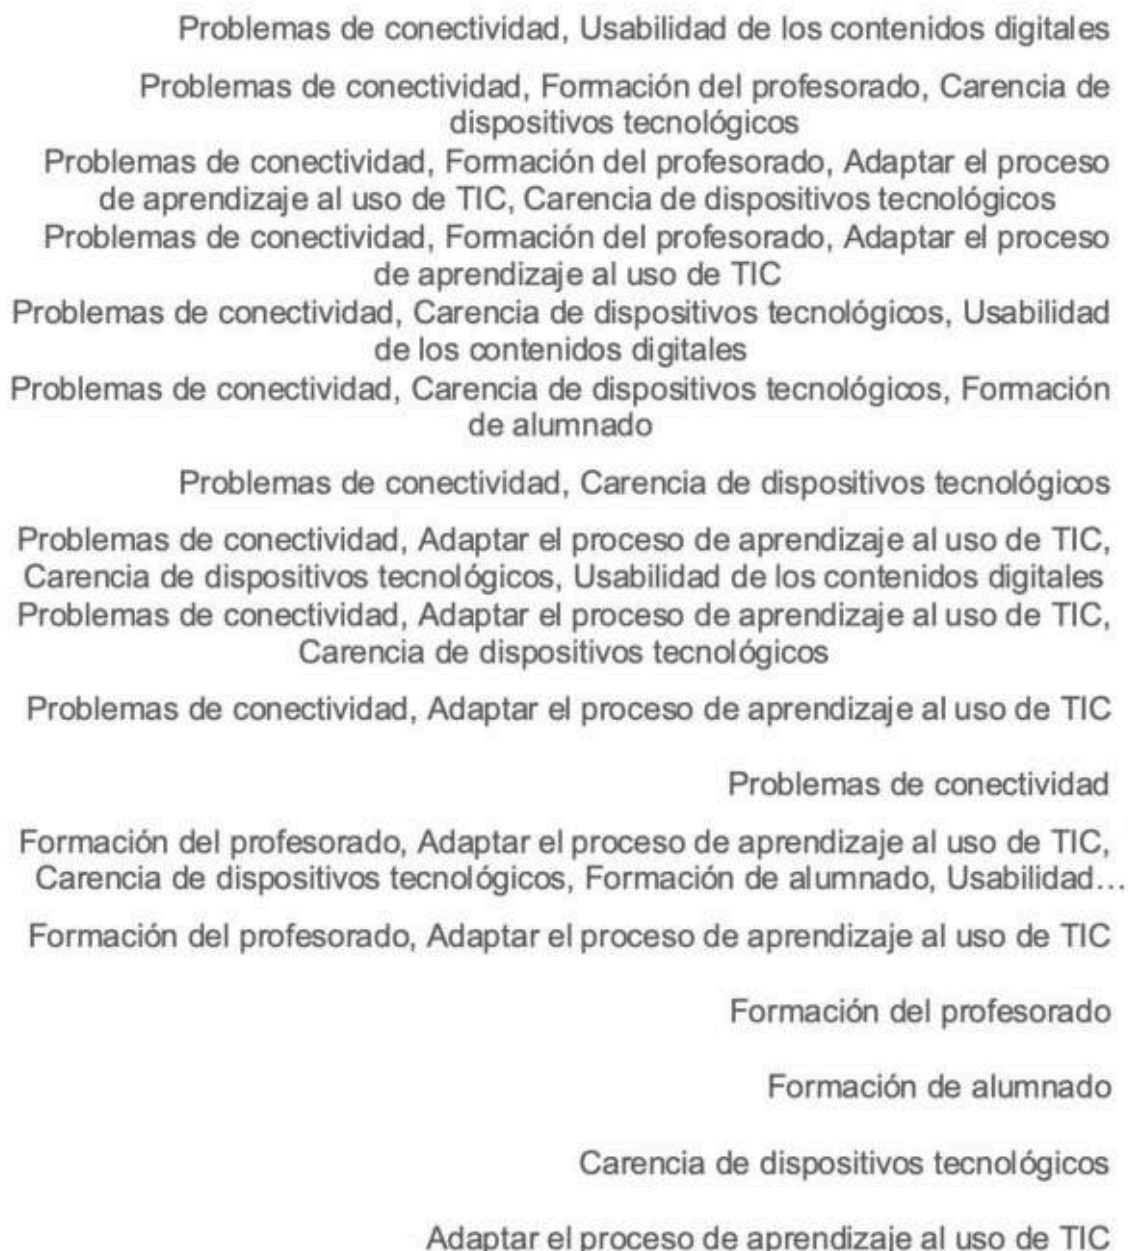 Problemas de conectividad, Usabilidad de los contenidos digitales
Problemas de conectividad, Formación del profesorado, Carencia de
dispositivos tecnológicos
Problemas de conectividad, Formación del profesorado, Adaptar el proceso
de aprendizaje al uso de TIC, Carencia de dispositivos tecnológicos
Problemas de conectividad, Formación del profesorado, Adaptar el proceso
de aprendizaje al uso de TIC
Problemas de conectividad, Carencia de dispositivos tecnológicos, Usabilidad
de los contenidos digitales
Problemas de conectividad, Carencia de dispositivos tecnológicos, Formación
de alumnado
Problemas de conectividad, Carencia de dispositivos tecnológicos
Problemas de conectividad, Adaptar el proceso de aprendizaje al uso de TIC,
Carencia de dispositivos tecnológicos, Usabilidad de los contenidos digitales
Problemas de conectividad, Adaptar el proceso de aprendizaje al uso de TIC,
Carencia de dispositivos tecnológicos
Problemas de conectividad, Adaptar el proceso de aprendizaje al uso de TIC
Problemas de conectividad
Formación del profesorado, Adaptar el proceso de aprendizaje al uso de TIC,
Carencia de dispositivos tecnológicos, Formación de alumnado, Usabilidad…
Formación del profesorado, Adaptar el proceso de aprendizaje al uso de TIC
Formación del profesorado
Formación de alumnado
Carencia de dispositivos tecnológicos
Adaptar el proceso de aprendizaje al uso de TIC